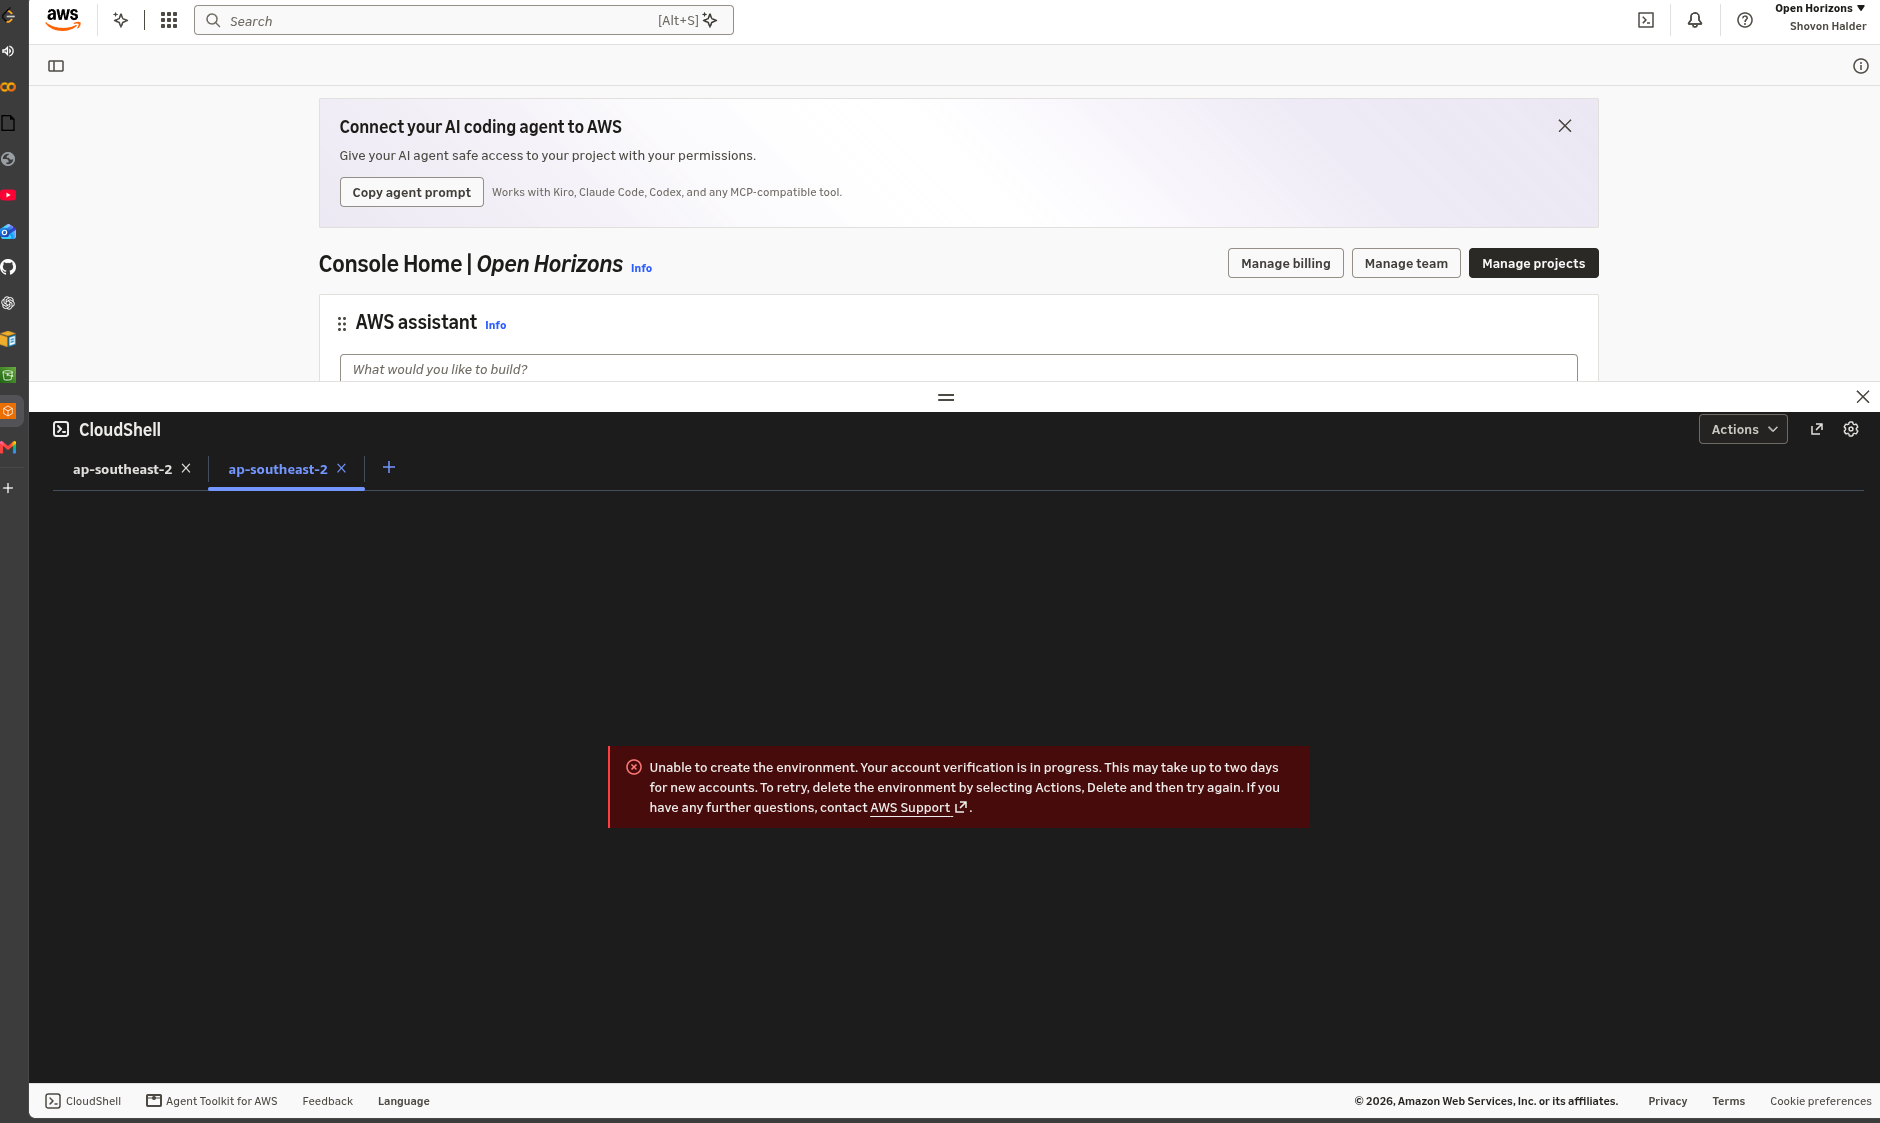 aws
Search [Alt+S]
Open Horizons
Shovon Halder
Connect your AI coding agent to AWS
Give your AI agent safe access to your project with your permissions.
Copy agent prompt Works with Kiro, Claude Code, Codex, and any MCP-compatible tool.
Console Home | Open Horizons Info Manage billing Manage team Manage projects
AWS assistant Info
What would you like to build?
CloudShell Actions
ap-southeast-2 ap-southeast-2
Unable to create the environment. Your account verification is in progress. This may take up to two days
for new accounts. To retry, delete the environment by selecting Actions, Delete and then try again. If you
have any further questions, contact AWS Support .
CloudShell Agent Toolkit for AWS Feedback Language © 2026, Amazon Web Services, Inc. or its affiliates. Privacy Terms Cookie preferences